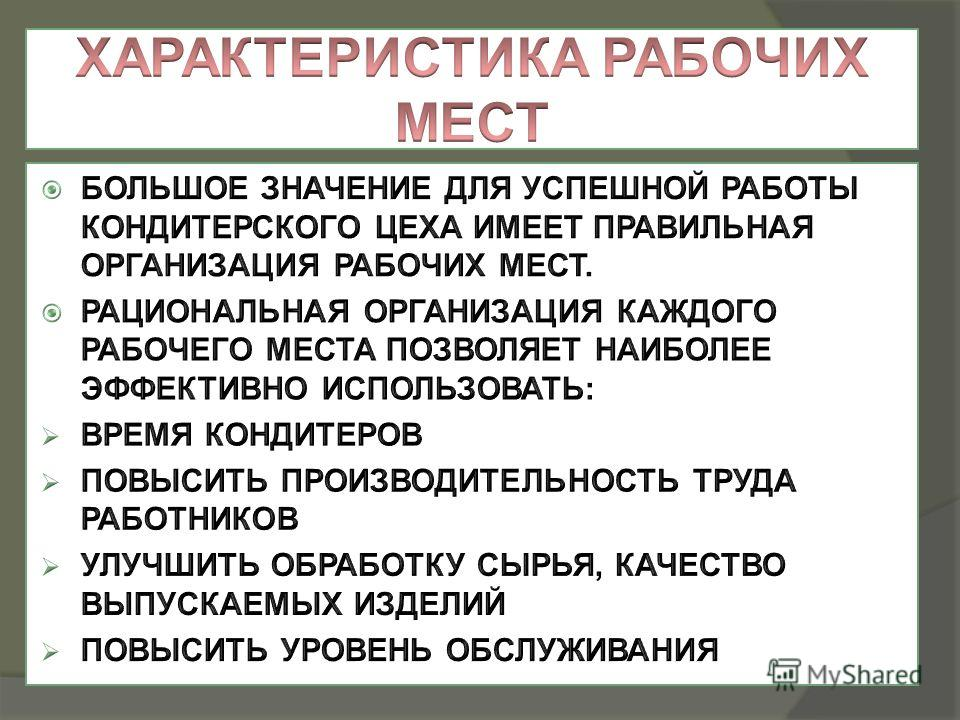 ХАРАКТЕРИСТИКА РАБОЧИХ
МЕСТ
БОЛЬШОЕ ЗНАЧЕНИЕ ДЛЯ УСПЕШНОЙ РАБОТЫ
КОНДИТЕРСКОГО ЦЕХА ИМЕЕТ ПРАВИЛЬНАЯ
ОРГАНИЗАЦИЯ РАБОЧИХ МЕСТ.
РАЦИОНАЛЬНАЯ ОРГАНИЗАЦИЯ КАЖДОГО
РАБОЧЕГО МЕСТА ПОЗВОЛЯЕТ НАИБОЛЕЕ
ЭФФЕКТИВНО ИСПОЛЬЗОВАТЬ:
ВРЕМЯ КОНДИТЕРОВ
ПОВЫСИТЬ ПРОИЗВОДИТЕЛЬНОСТЬ ТРУДА
РАБОТНИКОВ
УЛУЧШИТЬ ОБРАБОТКУ СЫРЬЯ, КАЧЕСТВО
ВЫПУСКАЕМЫХ ИЗДЕЛИЙ
ПОВЫСИТЬ УРОВЕНЬ ОБСЛУЖИВАНИЯ
MyShared